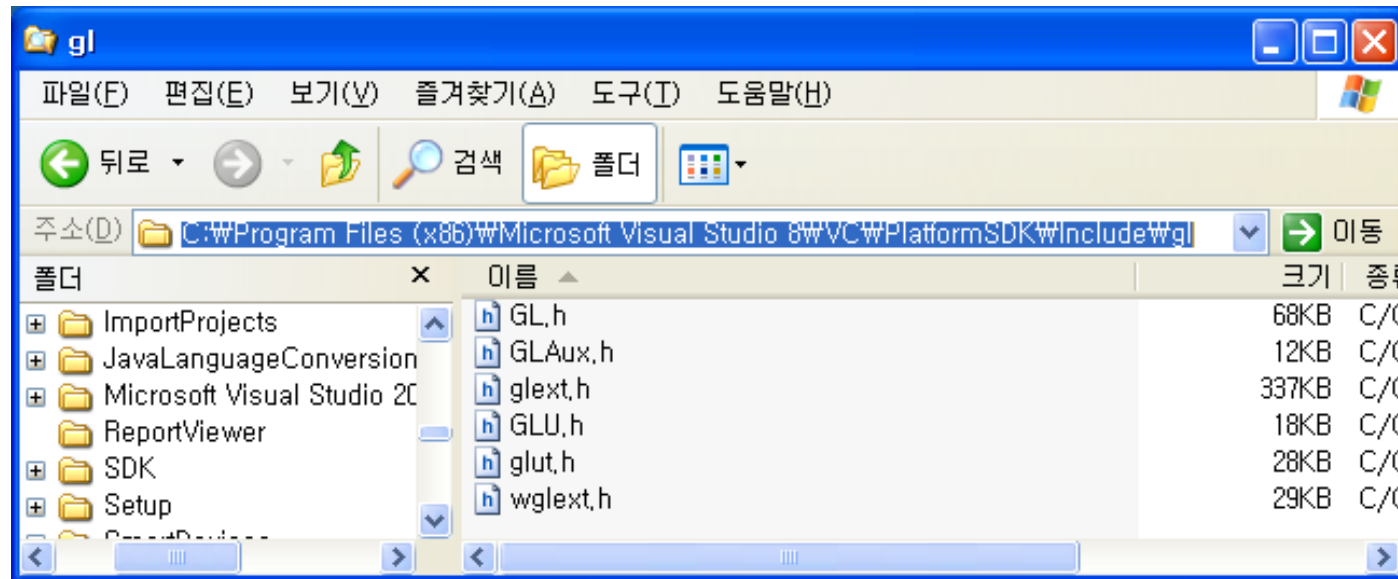 gl
파일(F) 편집(E) 보기(V) 즐겨찾기(A) 도구(T) 도움말(H)
뒤로 검색 폴더
주소(D) C:₩Program Files (x86)₩Microsoft Visual Studio 8₩VC₩PlatformSDK₩Include₩gl 이동
폴더 이름 크기
ImportProjects GL.h 68KB
JavaLanguageConversion GLAux.h 12KB
Microsoft Visual Studio 20 glext.h 337KB
ReportViewer GLU.h 18KB
SDK glut.h 28KB
Setup wglext.h 29KB